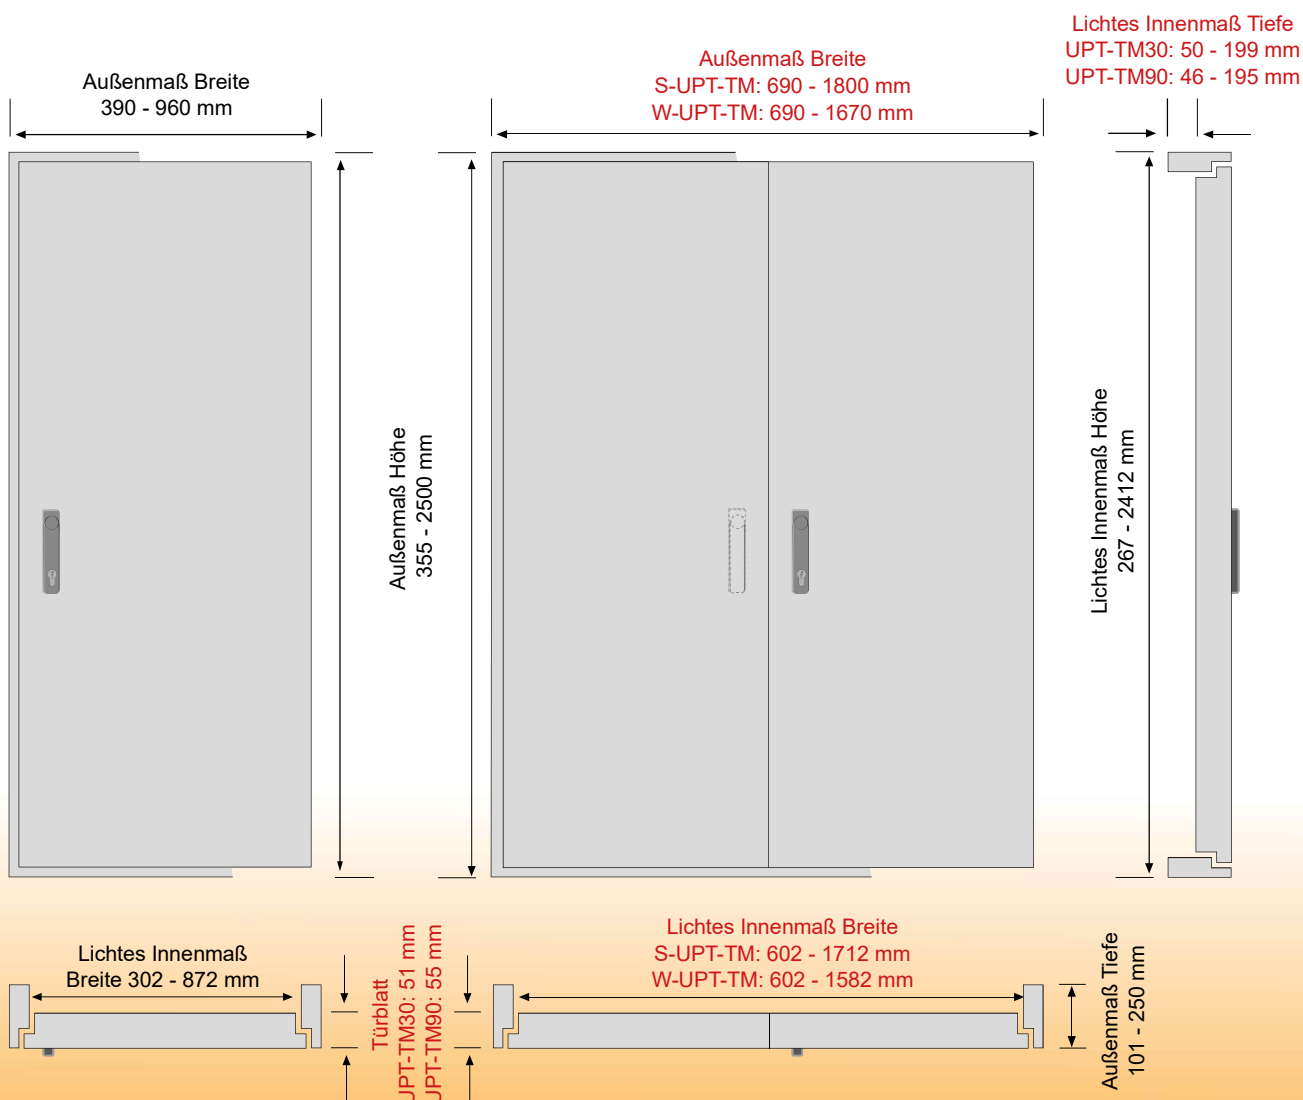 Lichtes Innenmaß Tiefe
UPT-TM30: 50 - 199 mm
UPT-TM90: 46 - 195 mm
Außenmaß Breite
390 - 960 mm
Außenmaß Breite
S-UPT-TM: 690 - 1800 mm
W-UPT-TM: 690 - 1670 mm
Außenmaß Höhe
355 - 2500 mm
Lichtes Innenmaß Höhe
267 - 2412 mm
Lichtes Innenmaß
Breite 302 - 872 mm
Türblatt
UPT-TM30: 51 mm
UPT-TM90: 55 mm
Lichtes Innenmaß Breite
S-UPT-TM: 602 - 1712 mm
W-UPT-TM: 602 - 1582 mm
Außenmaß Tiefe
101 - 250 mm